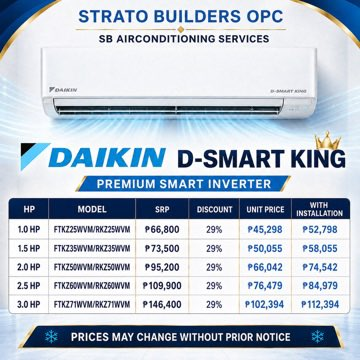 STRATO BUILDERS OPC
SB AIRCONDITIONING SERVICES
DAIKIN D-SMART KING
DAIKIN D-SMART KING
PREMIUM SMART INVERTER
HP MODEL SRP DISCOUNT UNIT PRICE WITH INSTALLATION
1.0 HP FTKZ25WVM/RKZ25WVM ₱66,800 29% ₱45,298 ₱52,798
1.5 HP FTKZ35WVM/RKZ35WVM ₱73,500 29% ₱50,055 ₱58,055
2.0 HP FTKZ50WVM/RKZ50WVM ₱95,200 29% ₱66,042 ₱74,542
2.5 HP FTKZ60WVM/RKZ60WVM ₱109,900 29% ₱76,479 ₱84,979
3.0 HP FTKZ71WVM/RKZ71WVM ₱146,400 29% ₱102,394 ₱112,394
PRICES MAY CHANGE WITHOUT PRIOR NOTICE